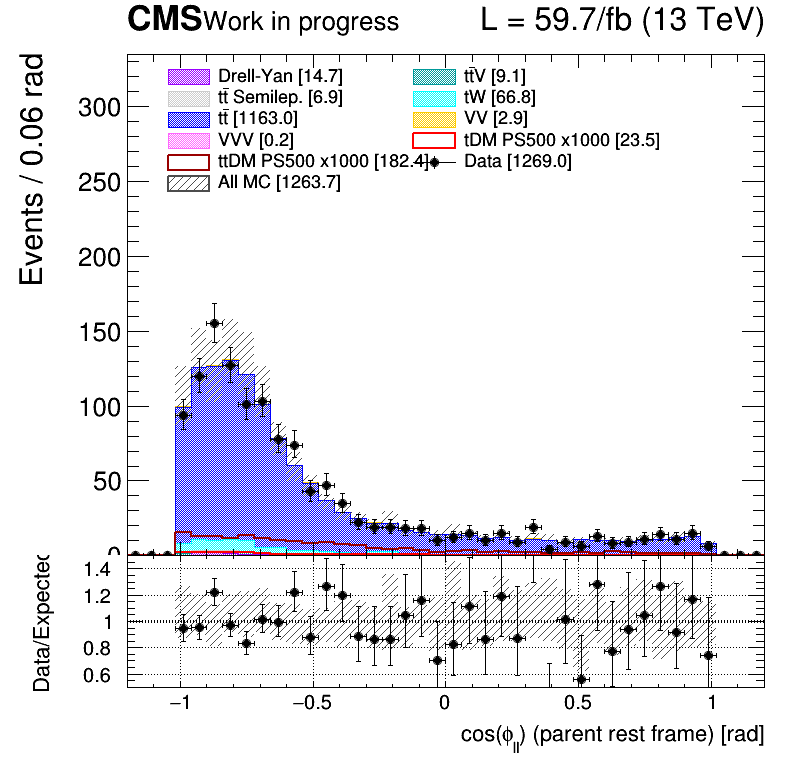 CMS Work in progress L = 59.7/fb (13 TeV)
Events / 0.06 rad
Drell-Yan [14.7]
tt̄V [9.1]
tt̄ Semilep. [6.9]
tW [66.8]
tt̄ [1163.0]
VV [2.9]
VVV [0.2]
tDM PS500 x1000 [23.5]
ttDM PS500 x1000 [182.4]
Data [1269.0]
All MC [1263.7]
300
250
200
150
100
50
0
Data/Expected
1.4
1.2
1
0.8
0.6
−1 −0.5 0 0.5 1
cos(ϕ_ll) (parent rest frame) [rad]